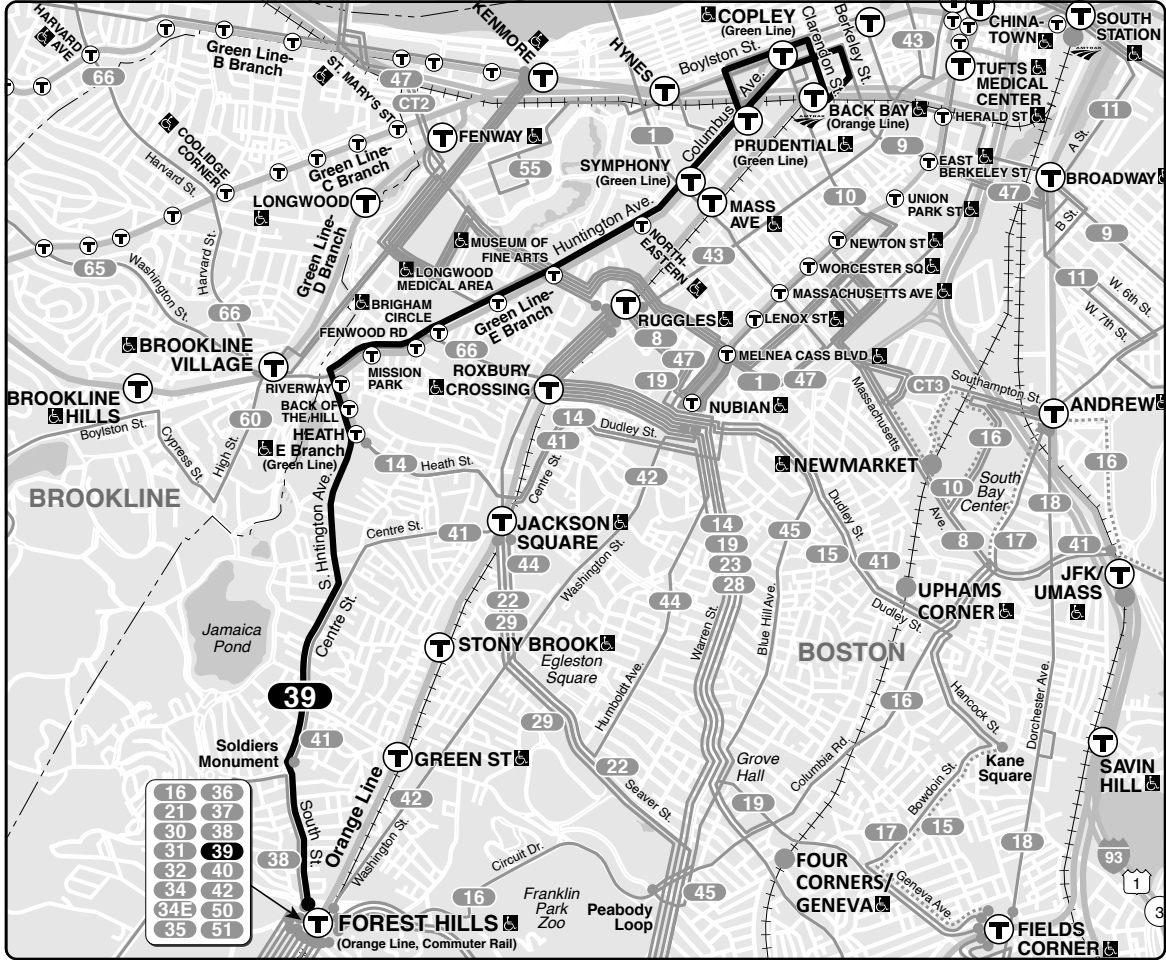 HARVARD
AVE
66
Green Line-
B Branch
ST. MARY'S ST.
47
CT2
KENMORE
HYNES
COPLEY
(Green Line)
Boylston St.
Clarendon St.
Berkeley St.
43
CHINA-
TOWN
SOUTH
STATION
AMTRAK
TUFTS
MEDICAL
CENTER
11
A St.
COOLIDGE
CORNER
Harvard St.
Green Line-
C Branch
FENWAY
55
1
Columbus
Ave.
BACK BAY
(Orange Line)
AMTRAK
PRUDENTIAL
(Green Line)
9
HERALD ST
EAST
BERKELEY ST
47
BROADWAY
SYMPHONY
(Green Line)
LONGWOOD
Green Line-
D Branch
MASS
AVE
10
UNION
PARK ST
B St.
9
65
Washington St.
Harvard St.
66
MUSEUM OF
FINE ARTS
Huntington Ave.
NORTH-
EASTERN
43
NEWTON ST
WORCESTER SQ
MASSACHUSETTS AVE
11
W. 6th St.
W. 7th St.
LONGWOOD
MEDICAL AREA
BRIGHAM
CIRCLE
FENWOOD RD
Green Line-
E Branch
RUGGLES
LENOX ST
8
47
19
MELNEA CASS BLVD
1
47
BROOKLINE
VILLAGE
66
ROXBURY
CROSSING
MISSION
PARK
RIVERWAY
BACK OF
THE/HILL
HEATH
E Branch
(Green Line)
BROOKLINE
HILLS
Boylston St.
60
Cypress St.
High St.
NUBIAN
CT3
Southampton St.
ANDREW
Massachusetts
Ave.
14
41
Dudley St.
Centre St.
14
Heath St.
42
NEWMARKET
16
16
South
Bay
Center
10
18
BROOKLINE
S. Hntington Ave.
Centre St.
41
JACKSON
SQUARE
44
Washington St.
14
19
23
28
45
Dudley St.
15
41
8
17
41
JFK/
UMASS
22
29
44
Warren St.
Blue Hill Ave.
UPHAMS
CORNER
Dudley St.
Jamaica
Pond
Centre St.
STONY BROOK
Egleston
Square
BOSTON
39
16
Hancock St.
Dorchester Ave.
Humboldt Ave.
29
Soldiers
Monument
41
GREEN ST
22
Seaver St.
Grove
Hall
Columbia Rd.
Kane
Square
SAVIN
HILL
16 36
21 37
30 38
31 39
32 40
34 42
34E 50
35 51
South
St.
38
Orange Line
42
Washington St.
19
Bowdoin St.
17
15
18
93
1
3
Circuit Dr.
16
Franklin
Park
Zoo
Peabody
Loop
45
FOUR
CORNERS/
GENEVA
Geneva Ave.
FOREST HILLS
(Orange Line, Commuter Rail)
FIELDS
CORNER